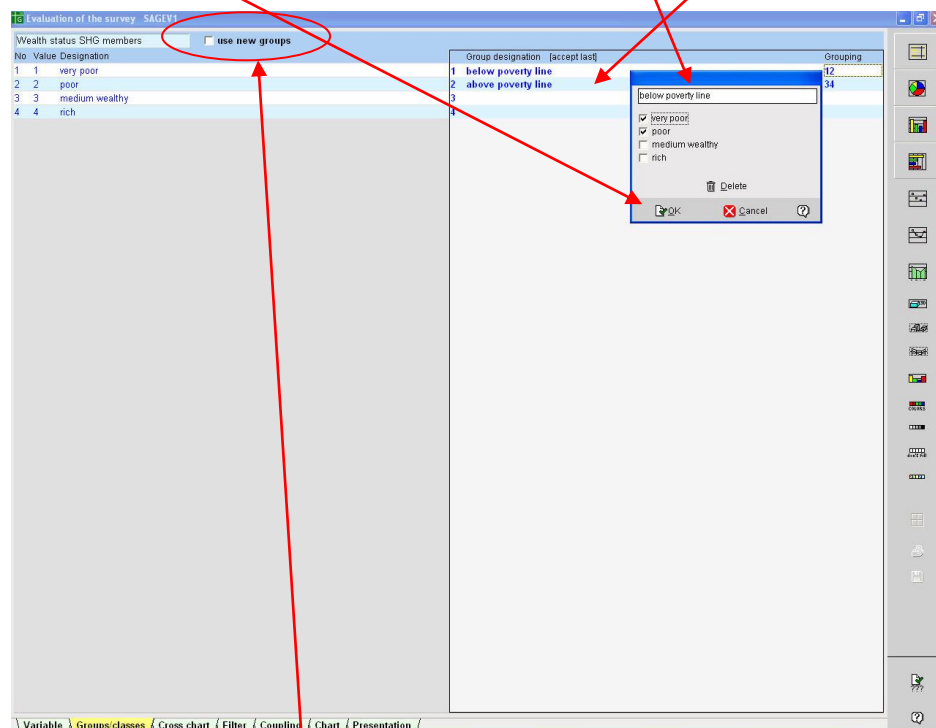 Evaluation of the survey SAGEV1
Wealth status SHG members use new groups
No Value Designation
1 1 very poor
2 2 poor
3 3 medium wealthy
4 4 rich
Group designation [accept last] Grouping
1 below poverty line 12
2 above poverty line 34
3
4
below poverty line
very poor
poor
medium wealthy
rich
Delete
OK Cancel
COLORS
???
Variable Groups/classes Cross chart Filter Coupling Chart Presentation